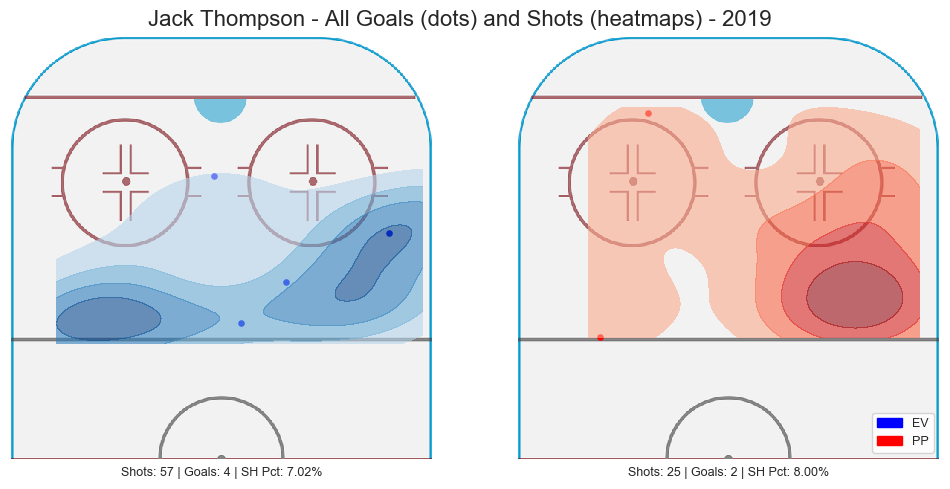 Jack Thompson - All Goals (dots) and Shots (heatmaps) - 2019
EV
PP
Shots: 57 | Goals: 4 | SH Pct: 7.02%
Shots: 25 | Goals: 2 | SH Pct: 8.00%